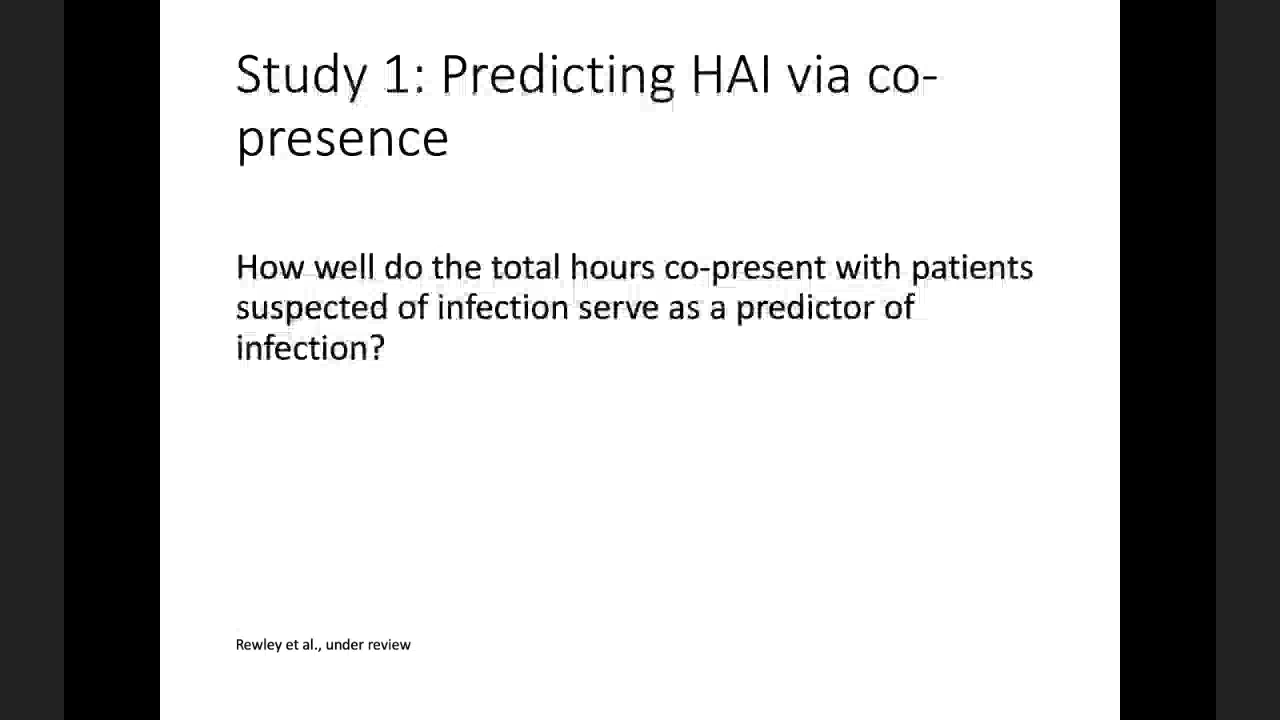 Study 1: Predicting HAI via co-
presence
How well do the total hours co-present with patients
suspected of infection serve as a predictor of
infection?
Rewley et al., under review